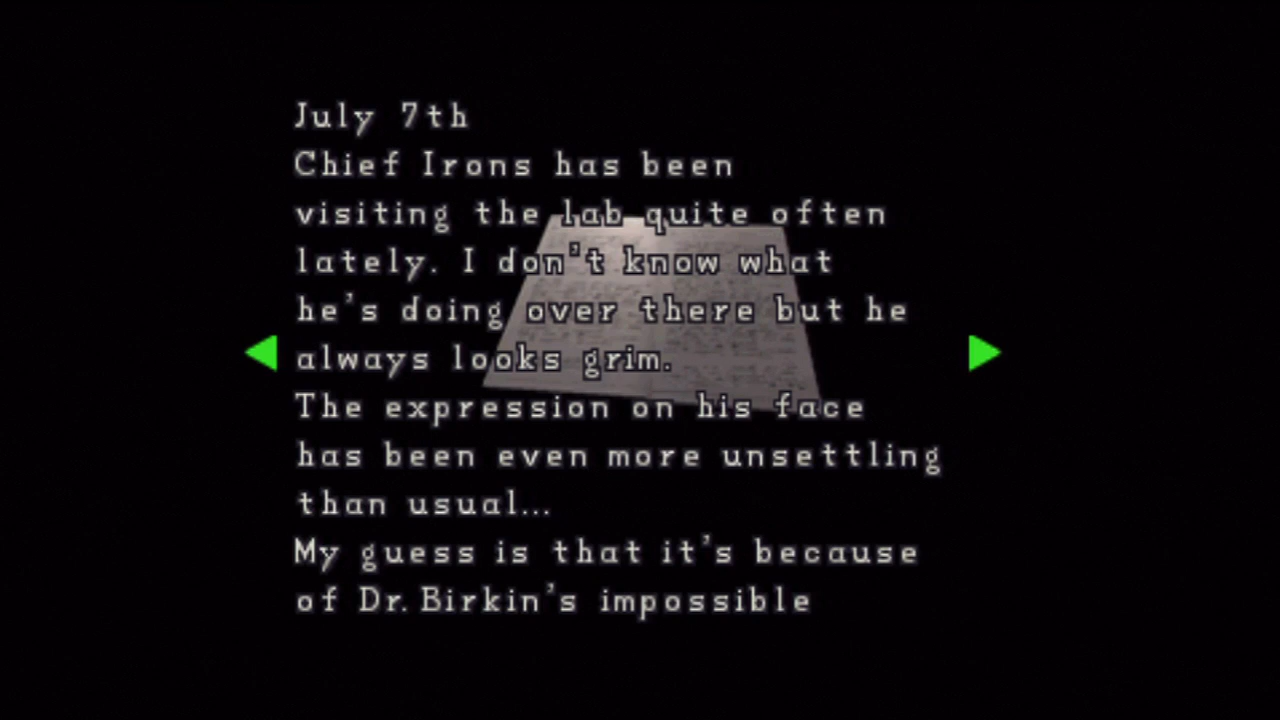 July 7th
Chief Irons has been
visiting the lab quite often
lately. I don't know what
he's doing over there but he
always looks grim.
The expression on his face
has been even more unsettling
than usual...
My guess is that it's because
of Dr. Birkin's impossible